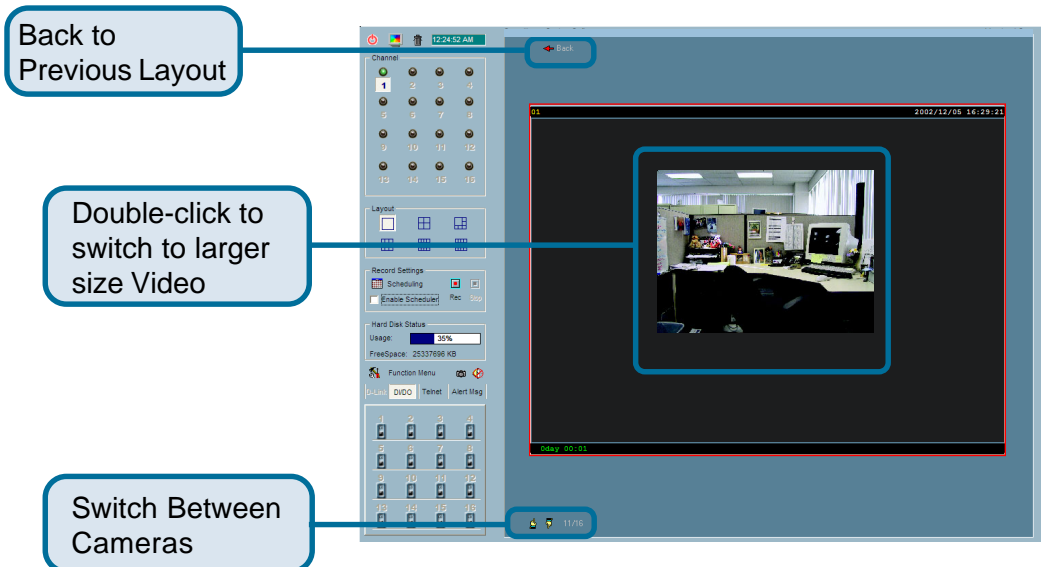 Back to
Previous Layout
12:24:52 AM
Back
Channel
1 2 3 4
5 6 7 8
9 10 11 12
13 14 15 16
01 2002/12/05 16:29:21
Double-click to
switch to larger
size Video
Layout
Record Settings
Scheduling
Enable Scheduler Rec Stop
Hard Disk Status
Usage: 35%
FreeSpace: 25337696 KB
Function Menu
D-Link DI/DO Telnet Alert Msg
1 2 3 4
5 6 7 8
9 10 11 12
13 14 15 16
0day 00:01
Switch Between
Cameras
11/16